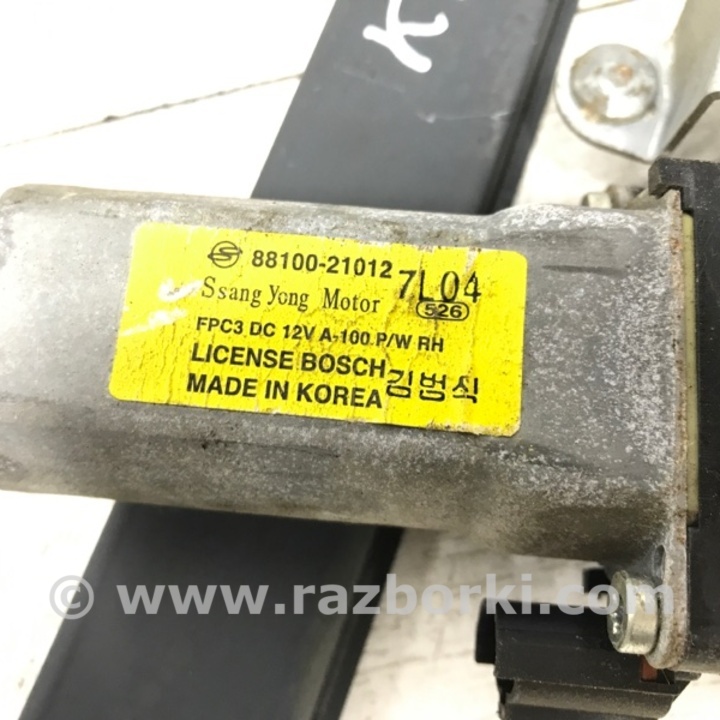 88100-21012
7L04
Ssang Yong Motor
526
FPC3 DC 12V A-100 P/W RH
LICENSE BOSCH
김범식
MADE IN KOREA
© www.razborki.com